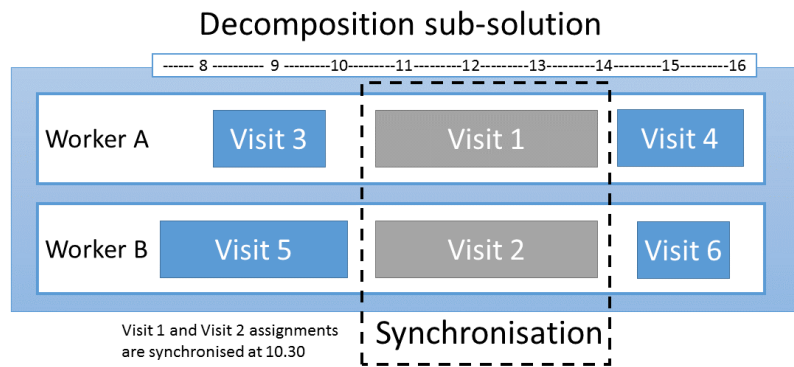 Decomposition sub-solution
------ 8 ---------- 9 ---------10---------11----------12----------13----------14---------15----------16
Worker A
Visit 3
Visit 1
Visit 4
Worker B
Visit 5
Visit 2
Visit 6
Visit 1 and Visit 2 assignments
are synchronised at 10.30
Synchronisation